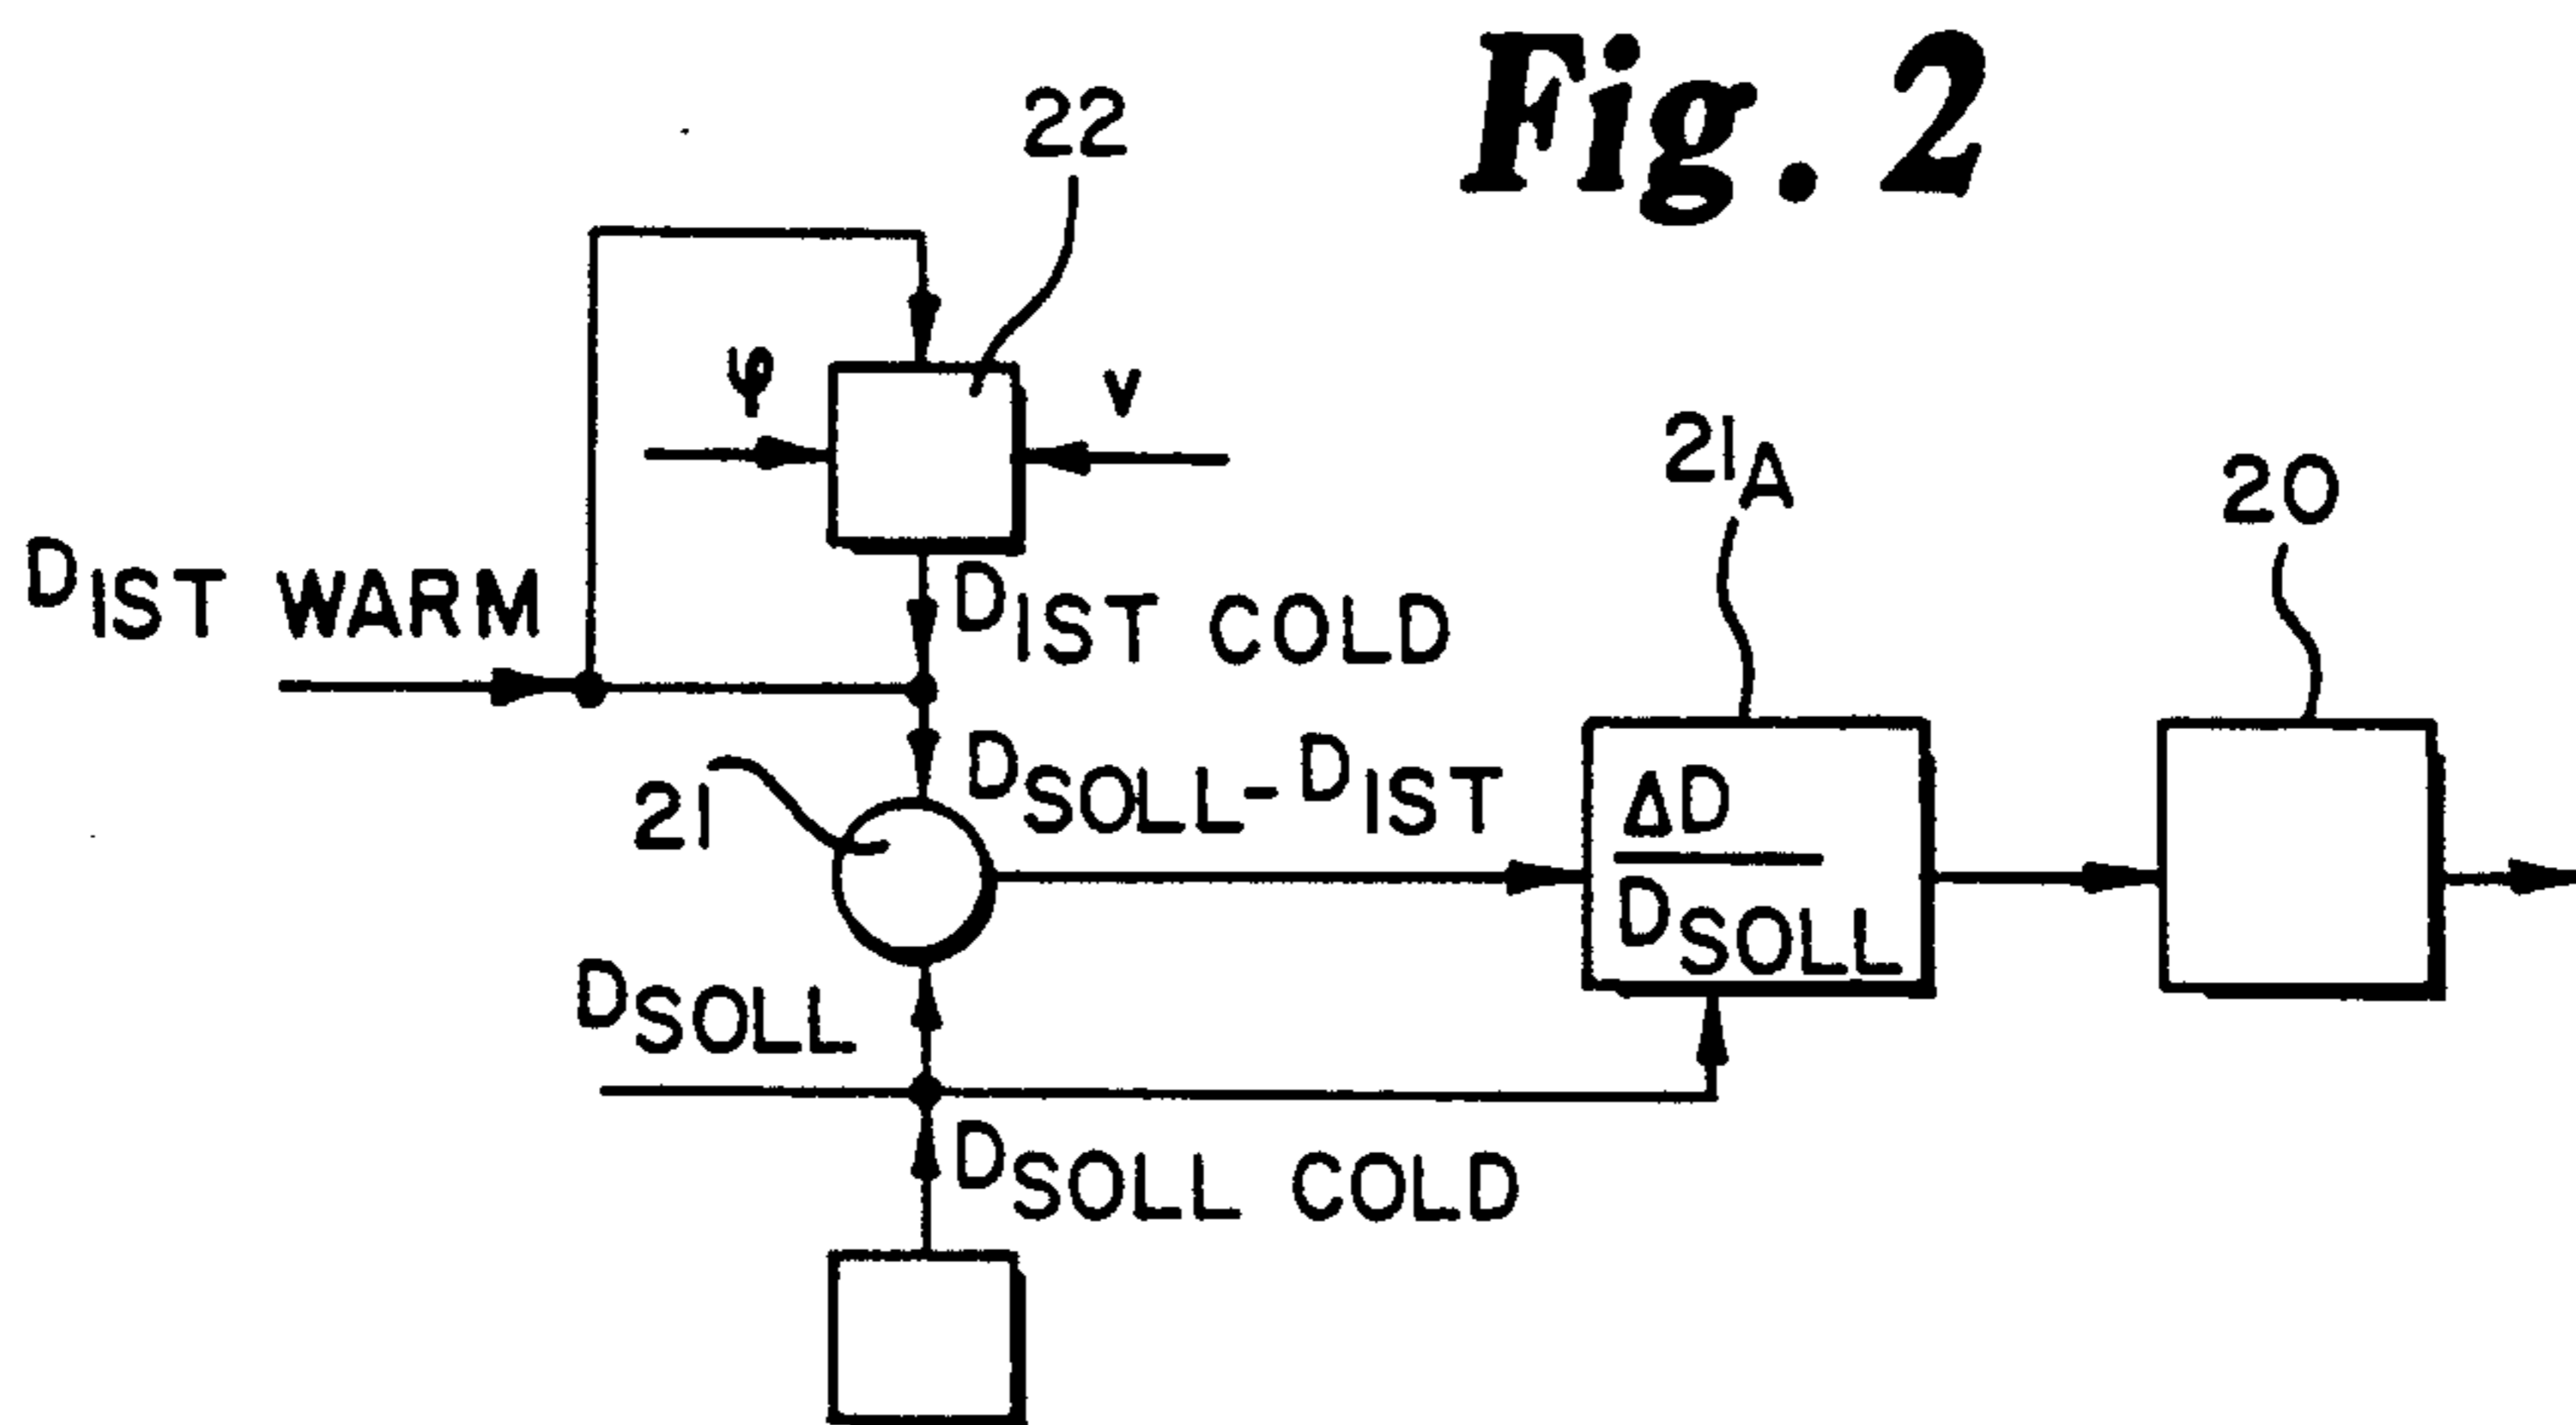 Fig. 2
22
φ
v
21A
20
DIST WARM
DIST COLD
DSOLL-DIST
21
ΔD
DSOLL
DSOLL
DSOLL COLD